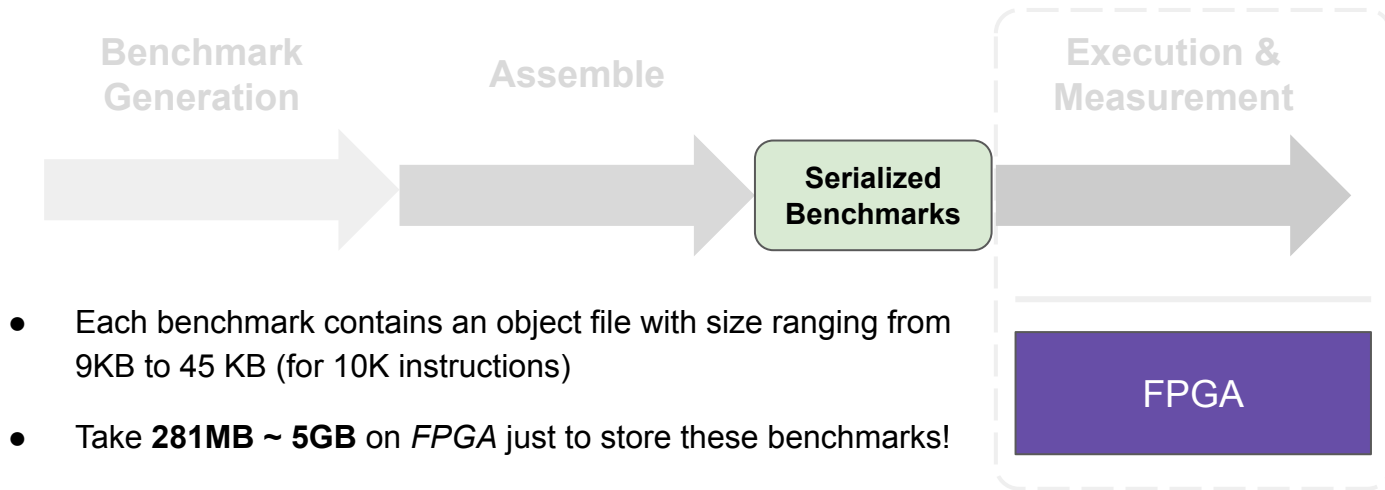 Benchmark
Generation
Assemble
Execution &
Measurement
Serialized
Benchmarks
● Each benchmark contains an object file with size ranging from
9KB to 45 KB (for 10K instructions)
● Take 281MB ~ 5GB on FPGA just to store these benchmarks!
FPGA